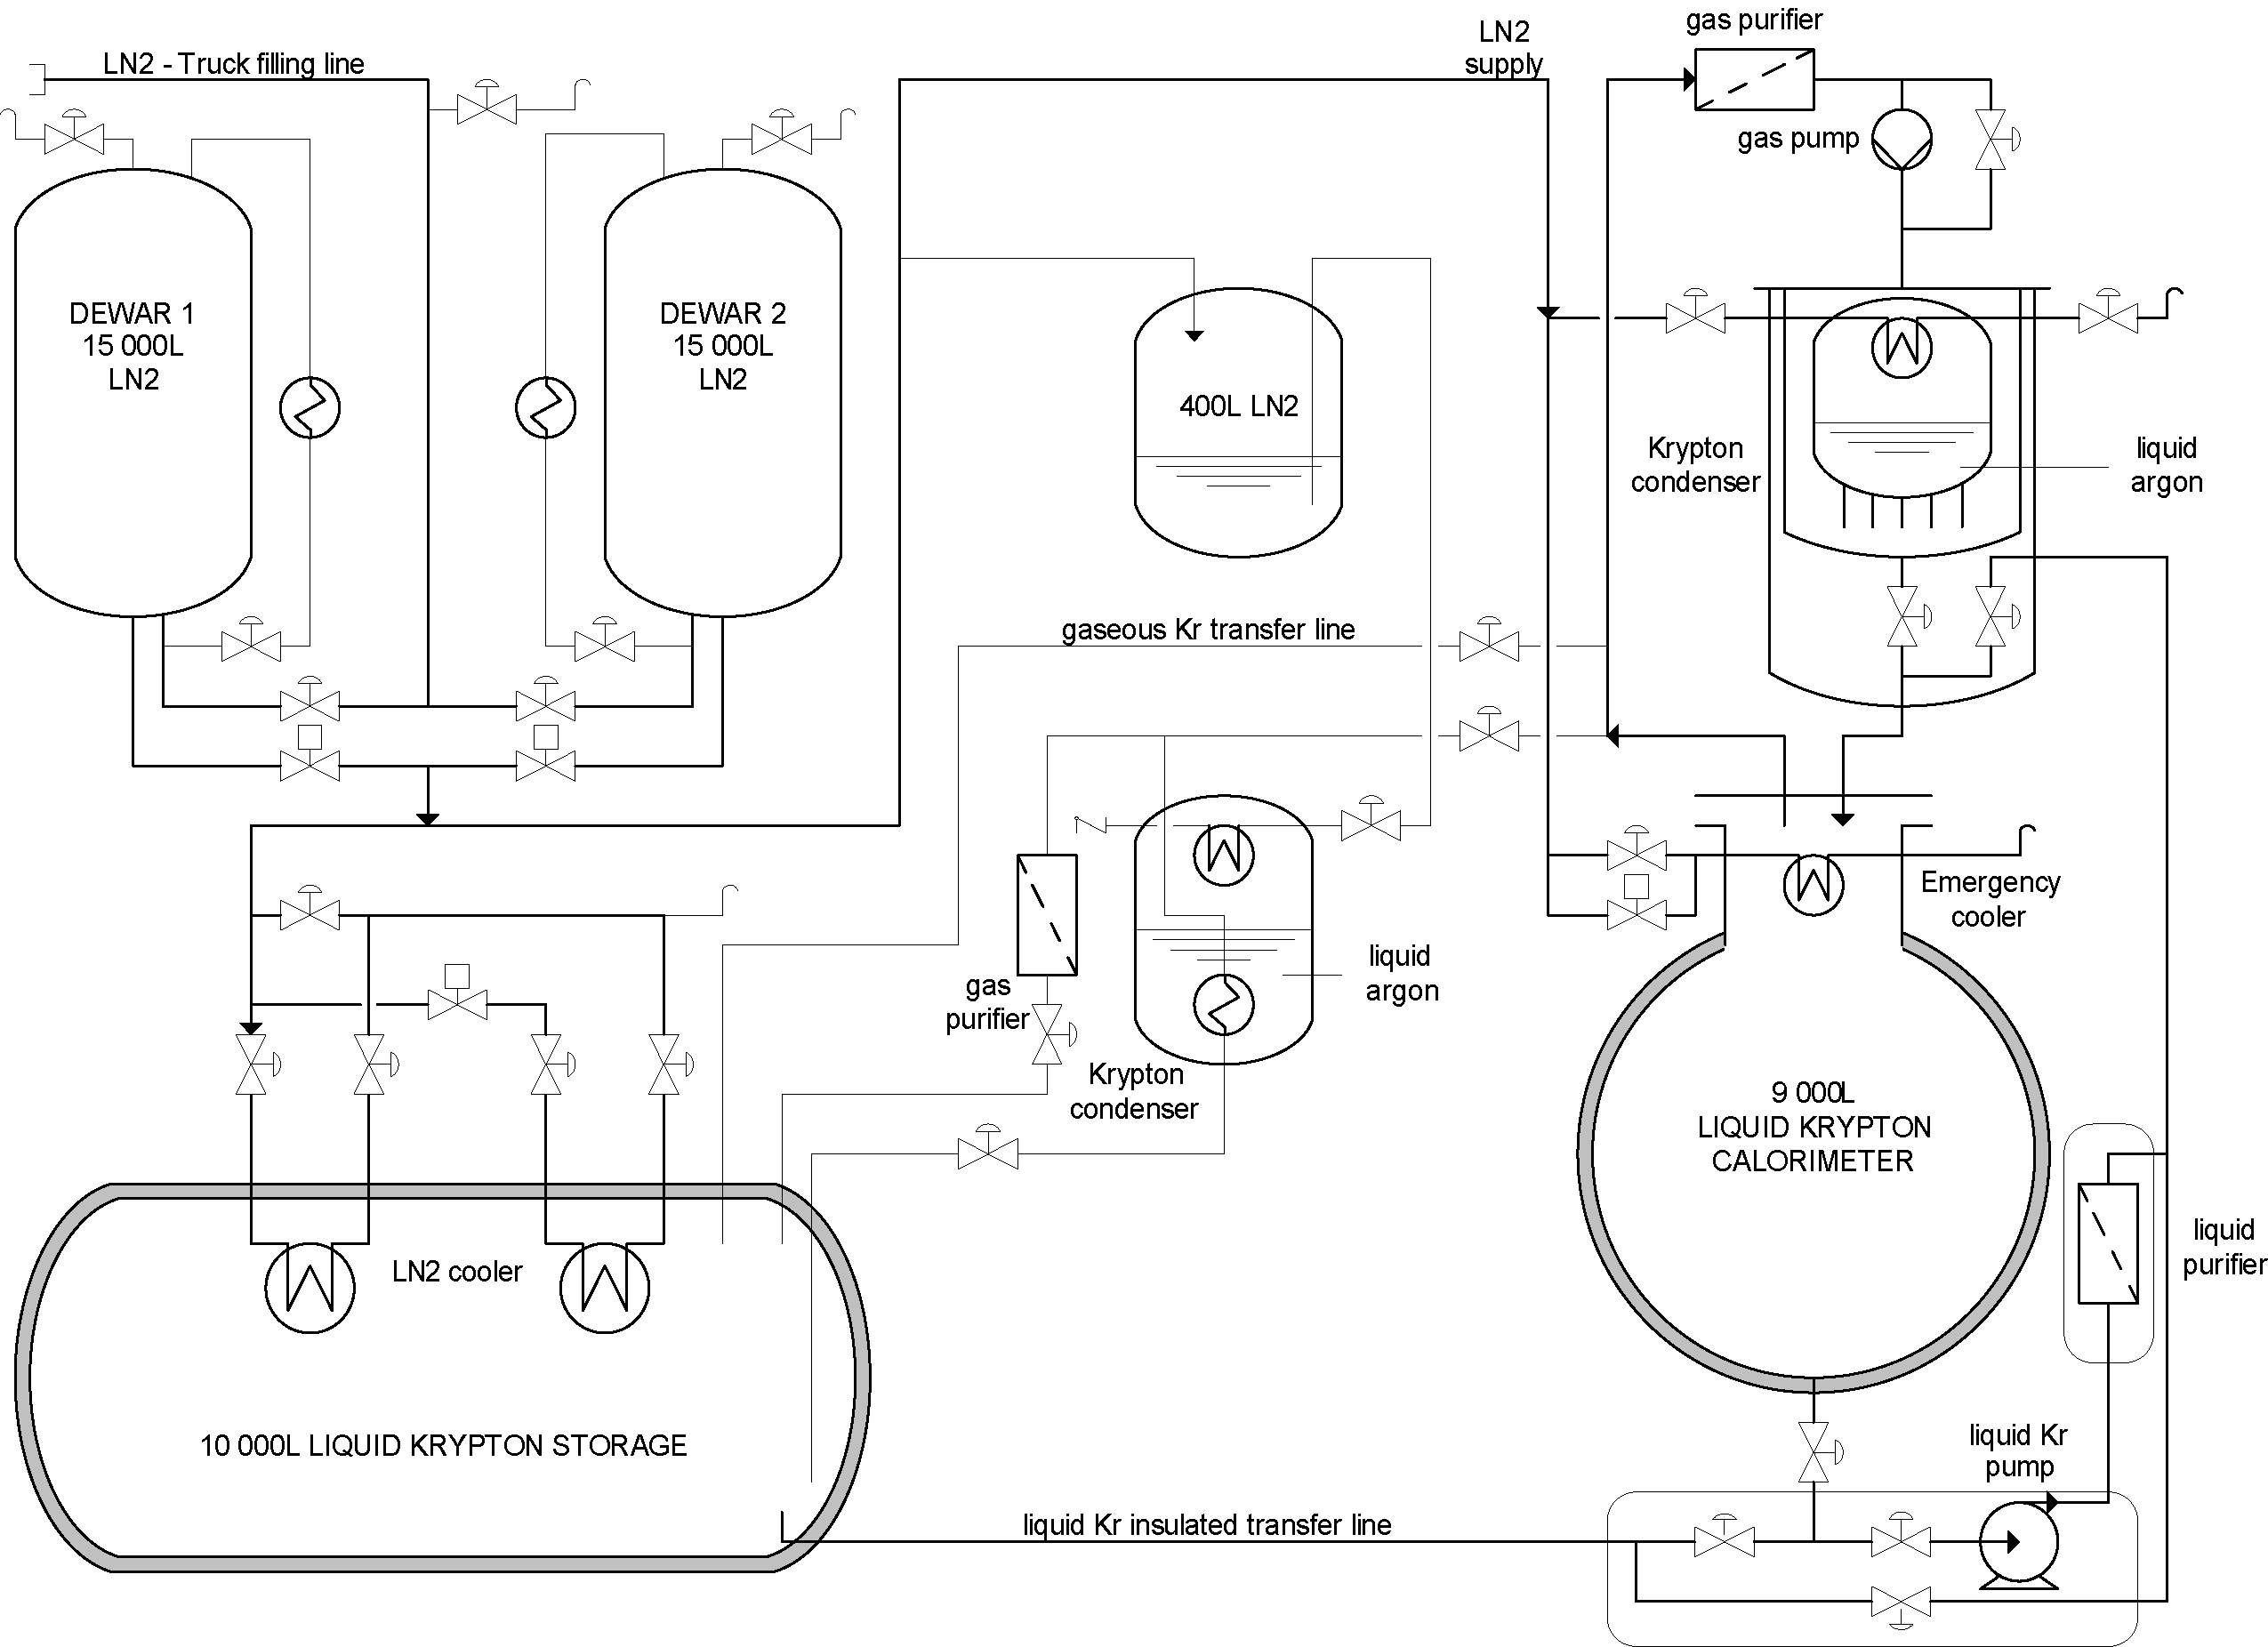 gas purifier
LN2
supply
LN2 - Truck filling line
gas pump
DEWAR 1
15 000L
LN2
DEWAR 2
15 000L
LN2
400L LN2
Krypton
condenser
liquid
argon
gaseous Kr transfer line
Emergency
cooler
liquid
argon
gas
purifier
Krypton
condenser
9 000L
LIQUID KRYPTON
CALORIMETER
liquid
purifier
LN2 cooler
10 000L LIQUID KRYPTON STORAGE
liquid Kr
pump
liquid Kr insulated transfer line